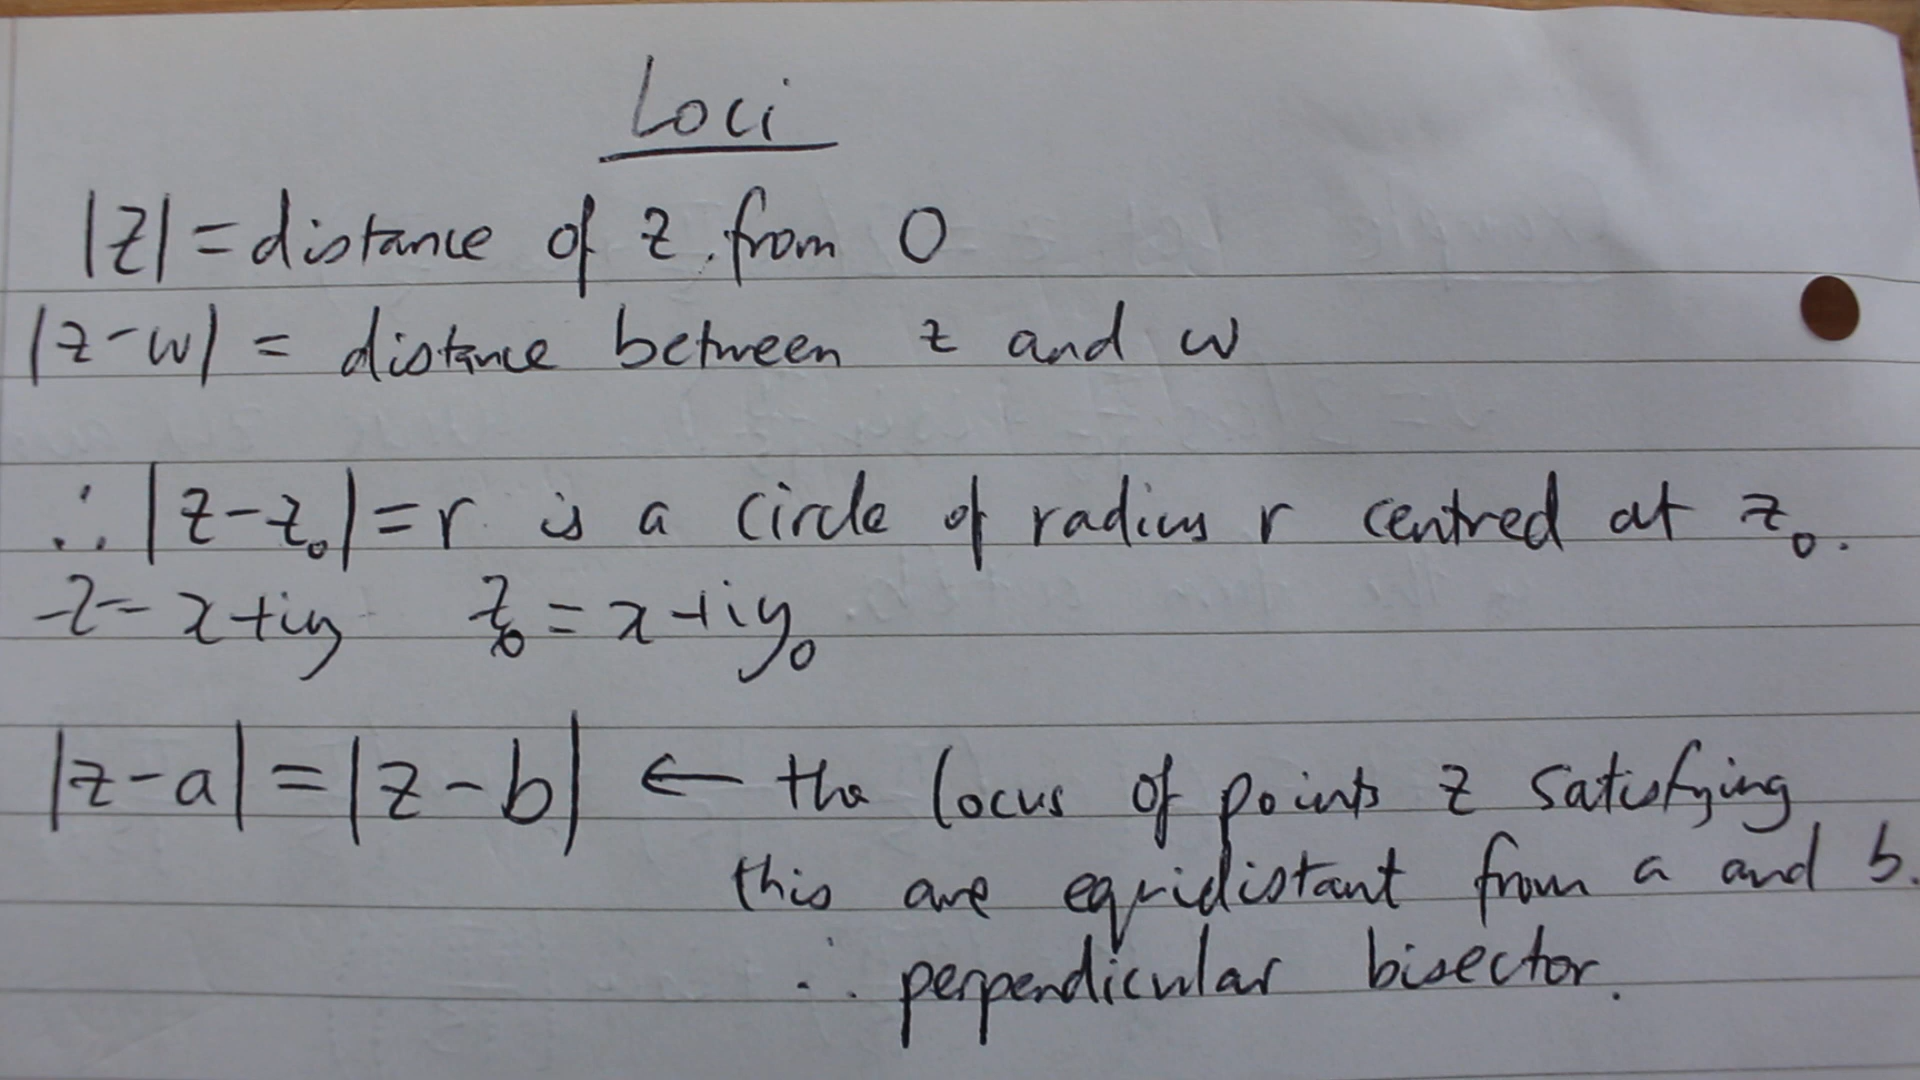 Loci
|z| = distance of z from 0
|z-w| = distance between z and w
∴ |z-z₀| = r is a circle of radius r centred at z₀.
z = x+iy z₀ = x+iy₀
|z-a| = |z-b| ← the locus of points z satisfying
this are equidistant from a and b.
∴ perpendicular bisector.